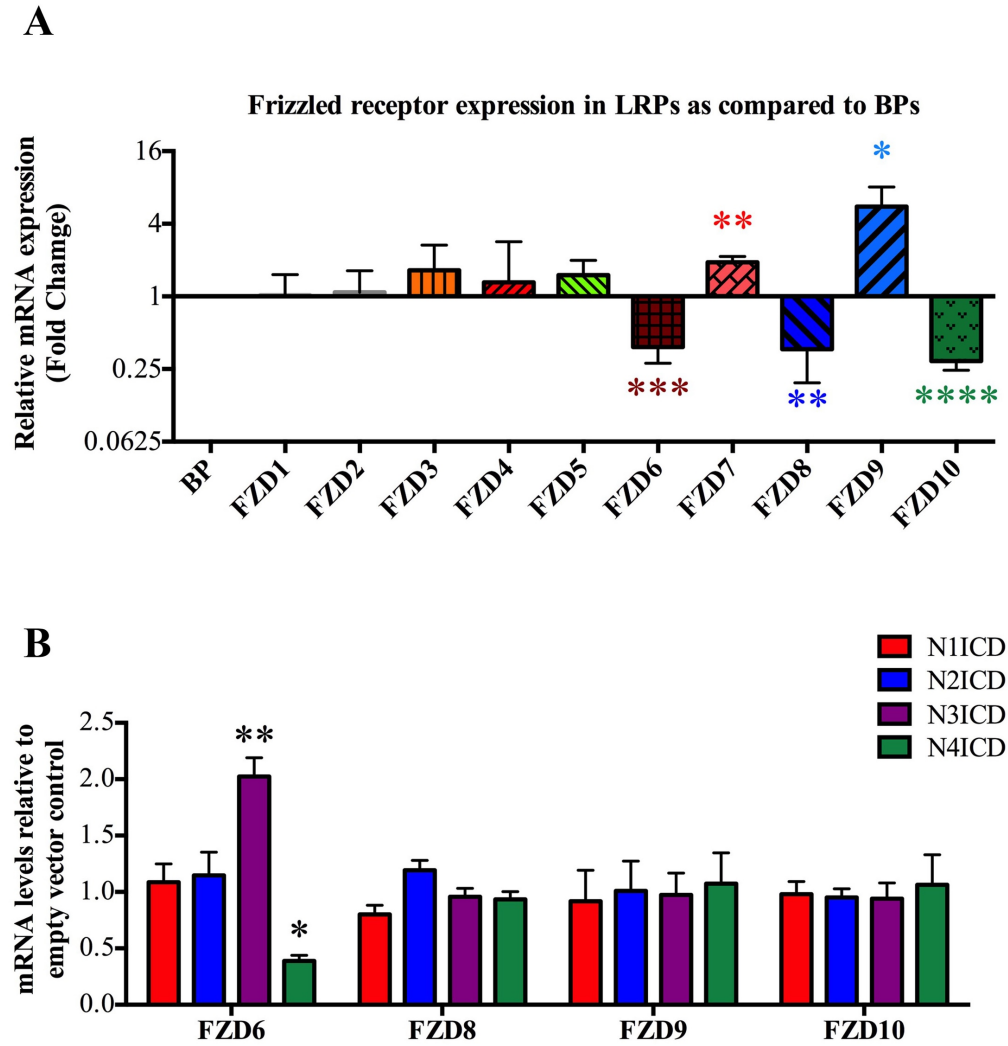 A
Frizzled receptor expression in LRPs as compared to BPs
Relative mRNA expression
(Fold Chamge)
16
4
1
0.25
0.0625
*
**
***
**
****
BP
FZD1
FZD2
FZD3
FZD4
FZD5
FZD6
FZD7
FZD8
FZD9
FZD10
B
N1ICD
N2ICD
N3ICD
N4ICD
mRNA levels relative to
empty vector control
2.5
2.0
1.5
1.0
0.5
0.0
**
*
FZD6
FZD8
FZD9
FZD10